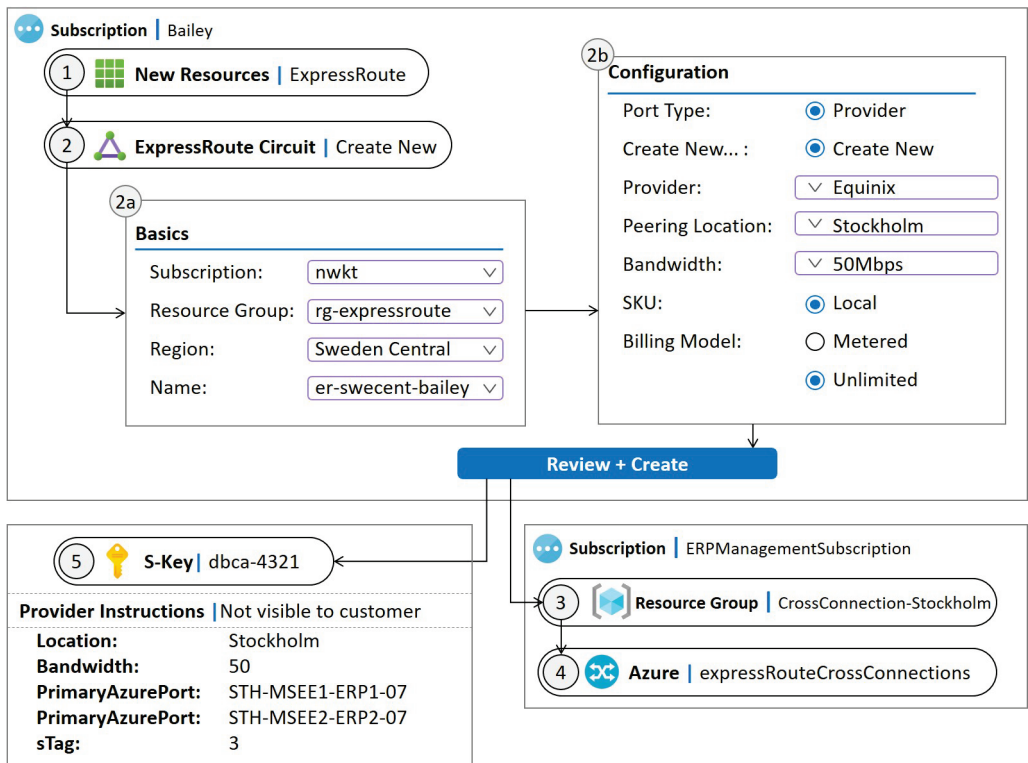 Subscription | Bailey
1 New Resources | ExpressRoute
2 ExpressRoute Circuit | Create New
2a
Basics
Subscription: nwkt
Resource Group: rg-expressroute
Region: Sweden Central
Name: er-swecent-bailey
2b
Configuration
Port Type: Provider
Create New... : Create New
Provider: Equinix
Peering Location: Stockholm
Bandwidth: 50Mbps
SKU: Local
Billing Model: Metered
Unlimited
Review + Create
Subscription | ERPManagementSubscription
3 Resource Group | CrossConnection-Stockholm
4 Azure | expressRouteCrossConnections
5 S-Key | dbca-4321
Provider Instructions | Not visible to customer
Location: Stockholm
Bandwidth: 50
PrimaryAzurePort: STH-MSEE1-ERP1-07
PrimaryAzurePort: STH-MSEE2-ERP2-07
sTag: 3